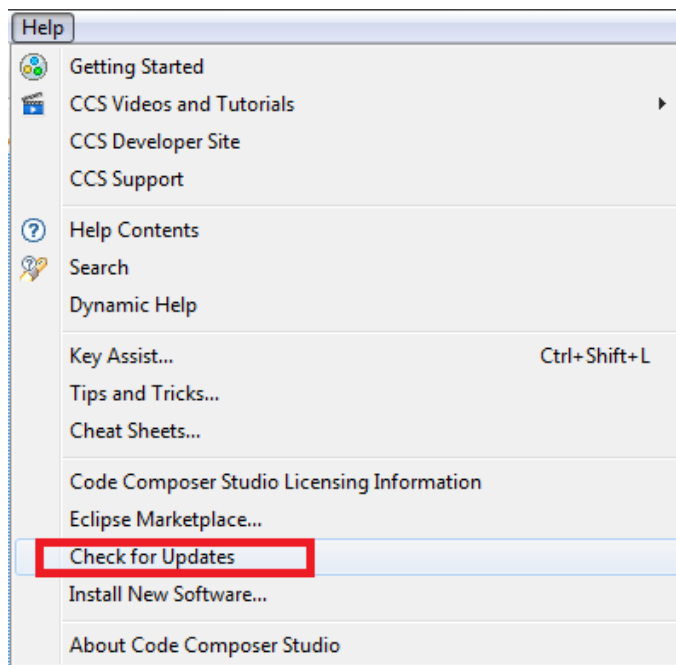 Help
Getting Started
CCS Videos and Tutorials
CCS Developer Site
CCS Support
Help Contents
Search
Dynamic Help
Key Assist... Ctrl+Shift+L
Tips and Tricks...
Cheat Sheets...
Code Composer Studio Licensing Information
Eclipse Marketplace...
Check for Updates
Install New Software...
About Code Composer Studio